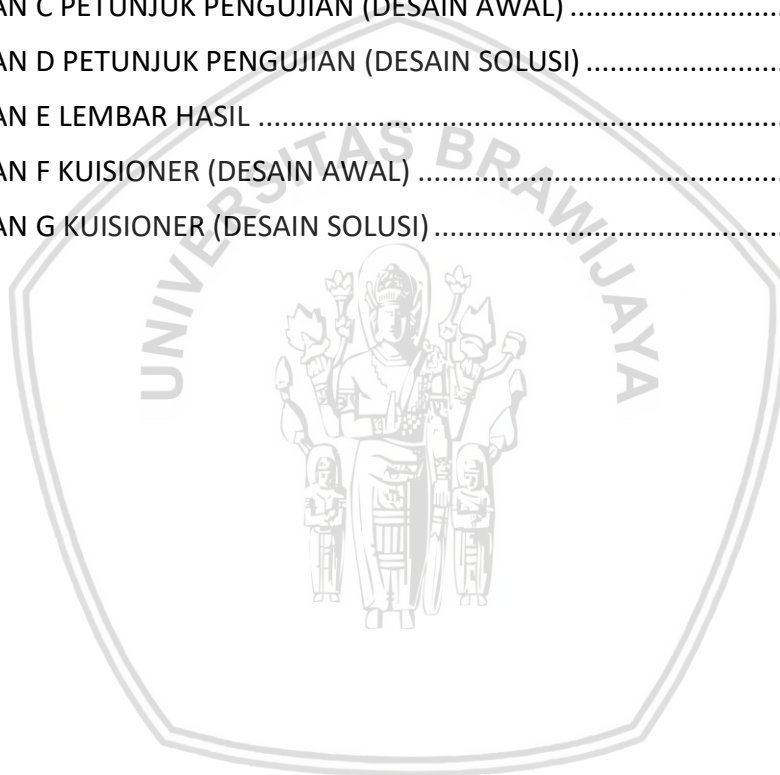 AN C PETUNJUK PENGUJIAN (DESAIN AWAL) ..............................
AN D PETUNJUK PENGUJIAN (DESAIN SOLUSI) ............................
AN E LEMBAR HASIL ......................................................................
AN F KUISIONER (DESAIN AWAL) .................................................
AN G KUISIONER (DESAIN SOLUSI) ...............................................
UNIVERSITAS BRAWIJAYA